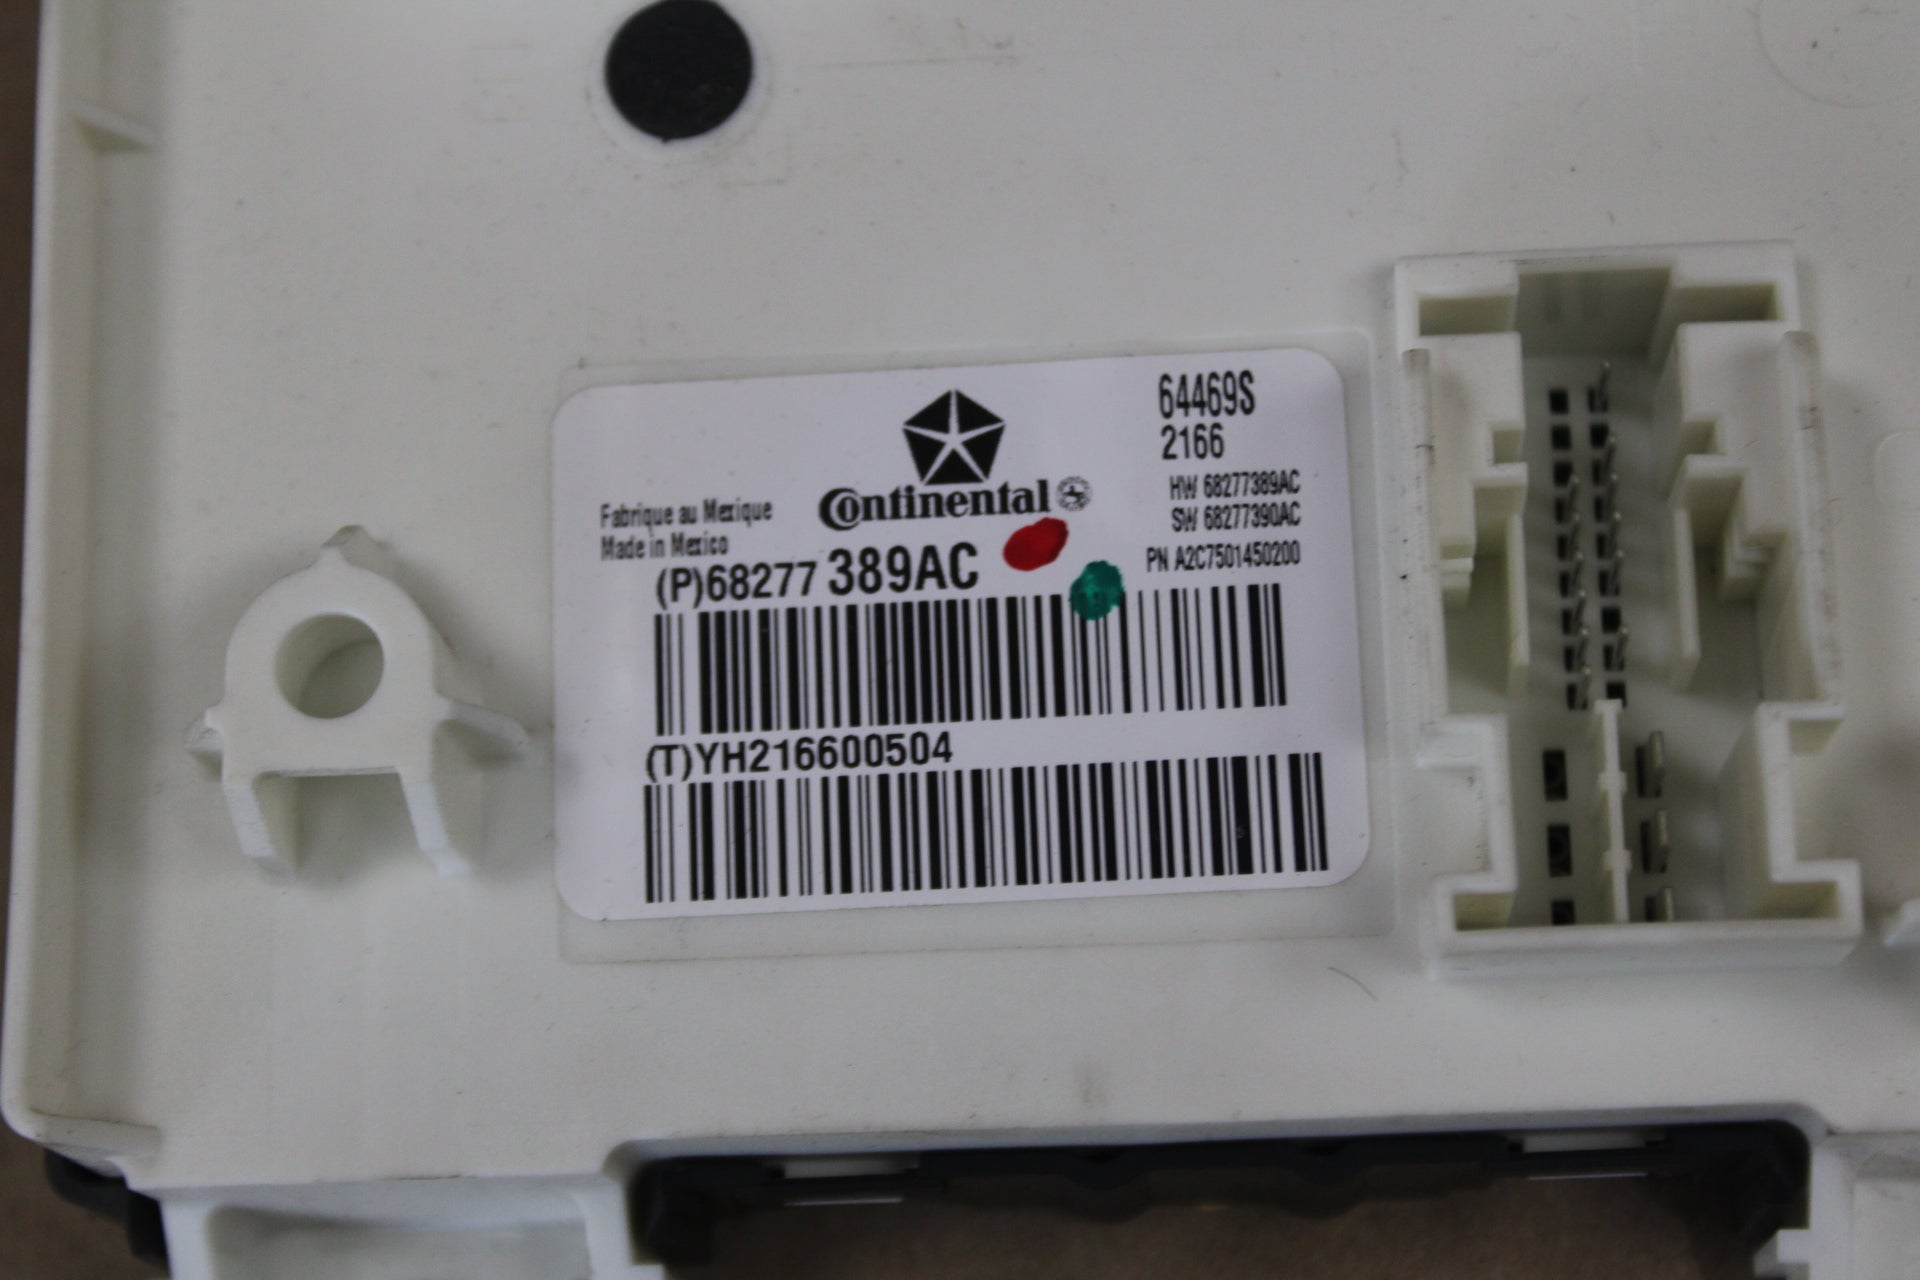 64469S
2166
Continental
HW 68277389AC
SW 68277390AC
Fabrique au Mexique
Made in Mexico
PN A2C7501450200
(P)68277 389AC
(T)YH216600504